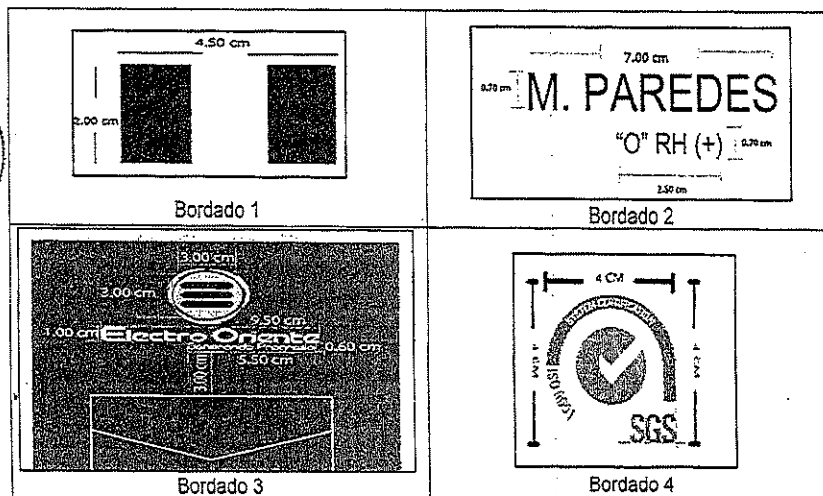 4.50 cm
2.00 cm
Bordado 1
7.00 cm
0.70 cm
M. PAREDES
"O" RH (+)
0.70 cm
2.50 cm
Bordado 2
3.00 cm
3.00 cm
9.50 cm
1.00 cm
Electro Oriente
0.60 cm
5.50 cm
3.00 cm
Bordado 3
4 CM
4 CM
4 CM
SYSTEM CERTIFICATION
SGS
Bordado 4